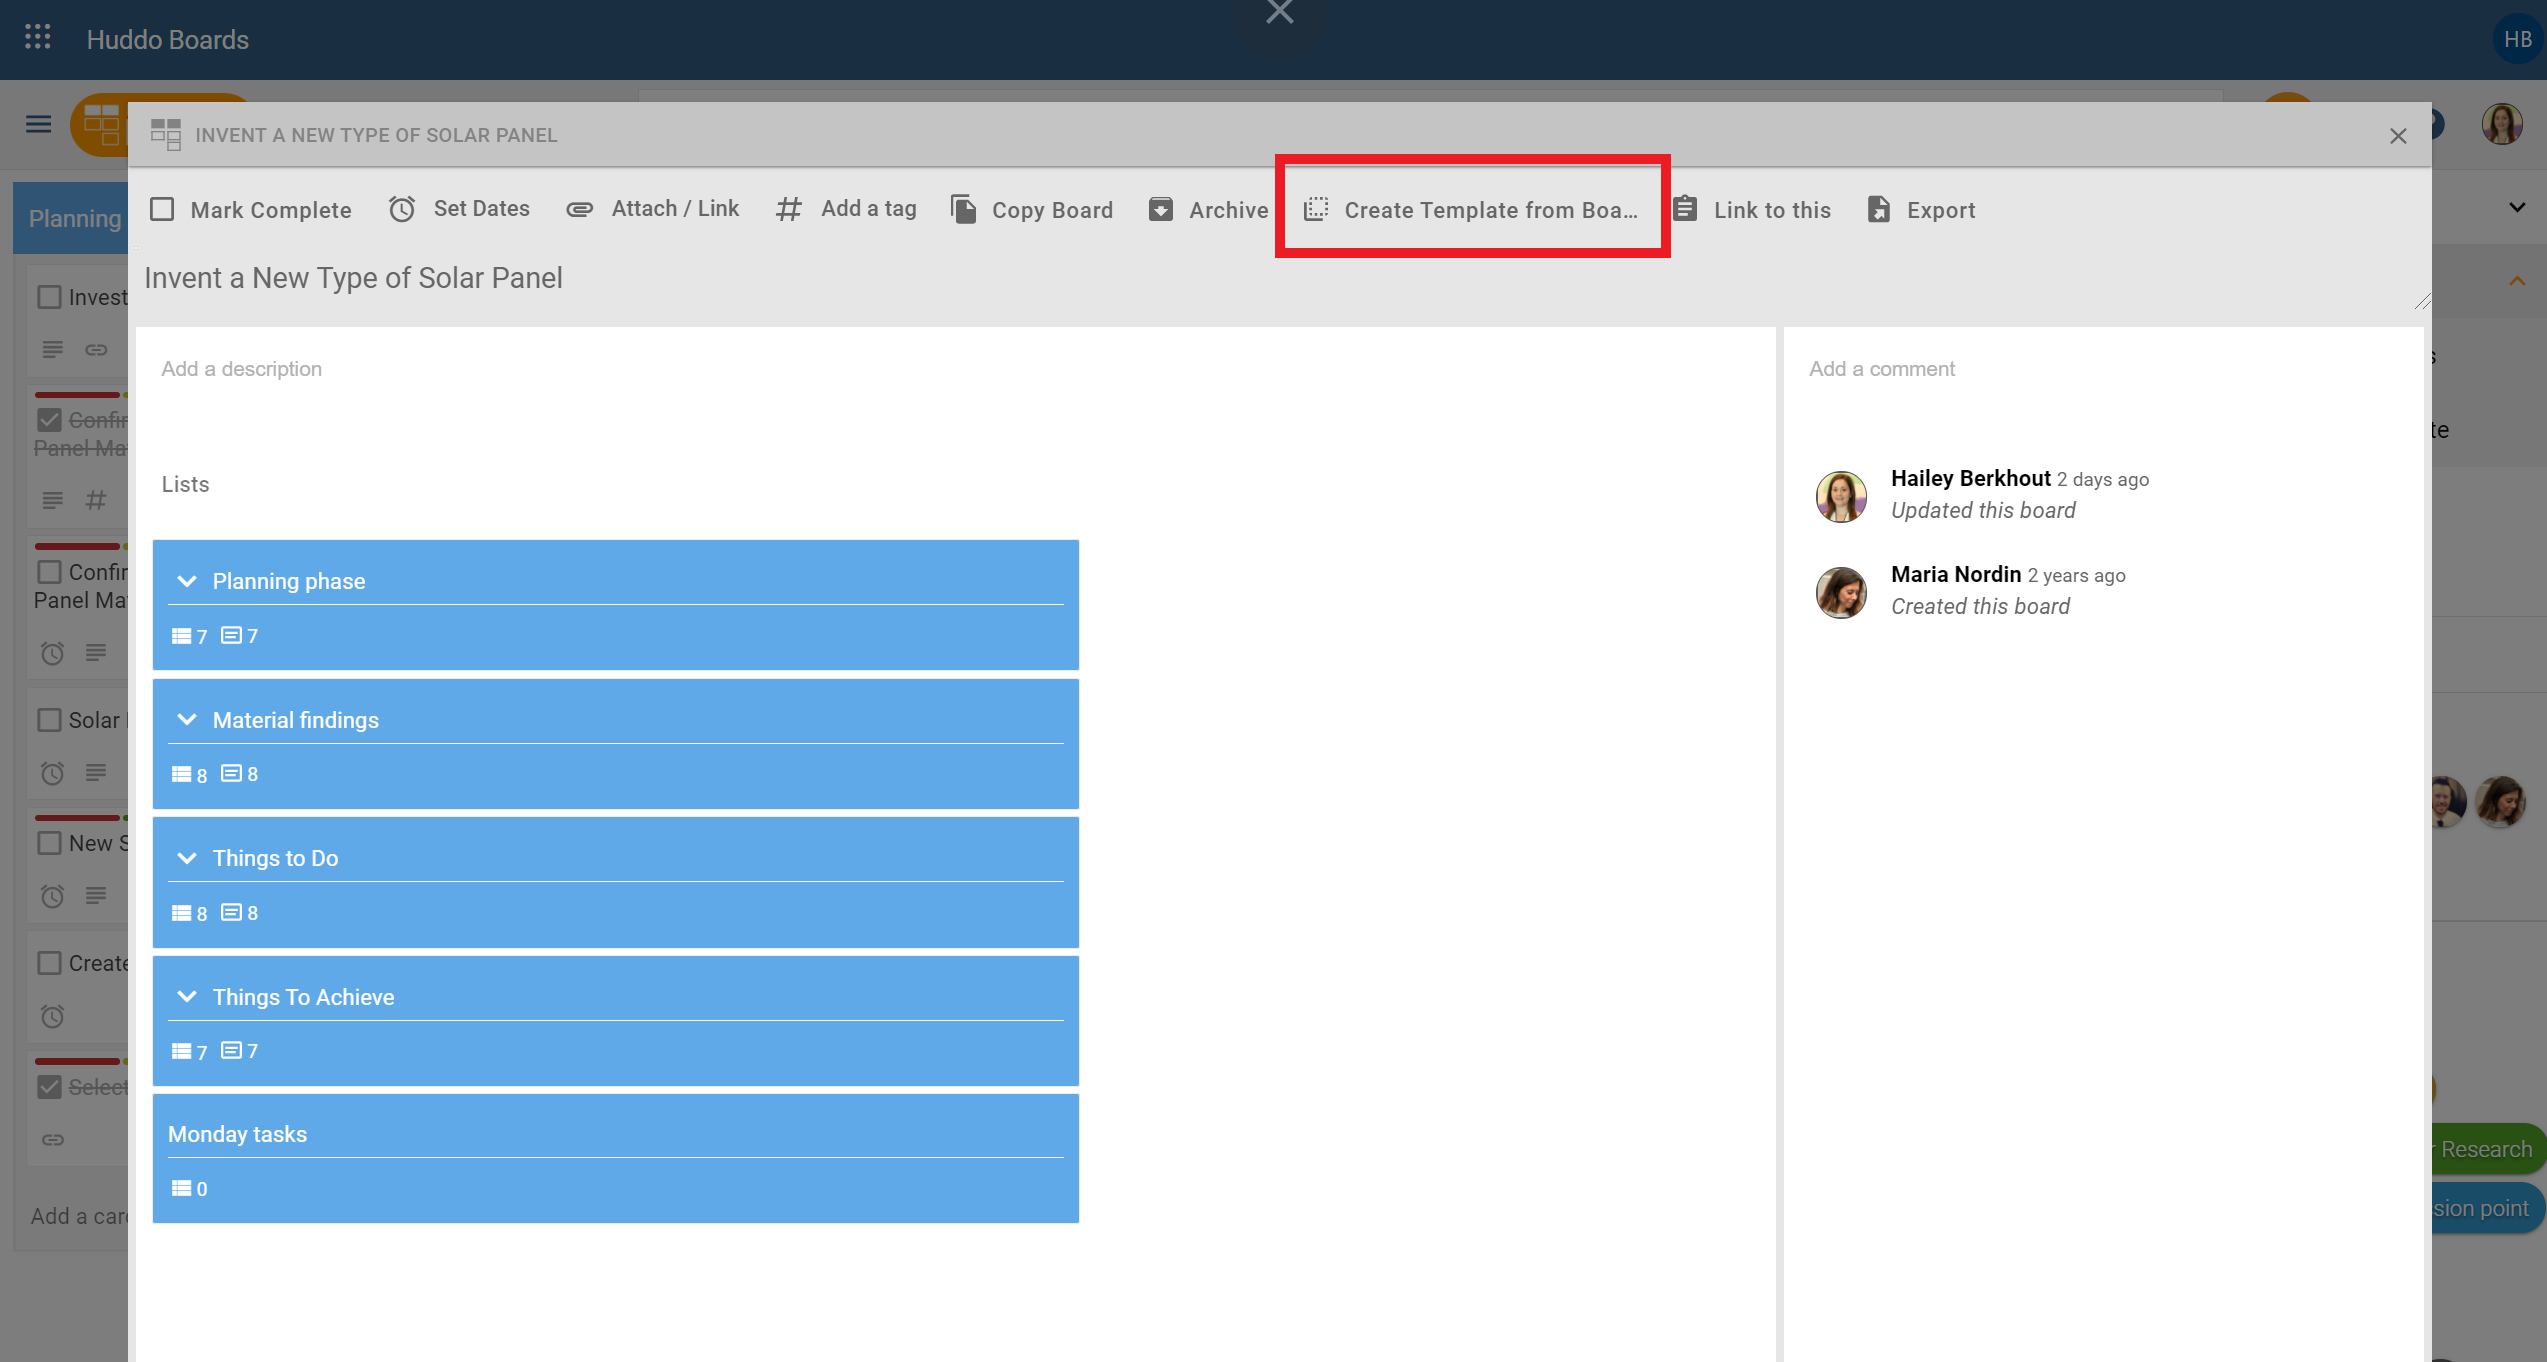 Huddo Boards
HB
INVENT A NEW TYPE OF SOLAR PANEL
Planning
Mark Complete
Set Dates
Attach / Link
Add a tag
Copy Board
Archive
Create Template from Boa...
Link to this
Export
Invent a New Type of Solar Panel
Invest
Confir
Panel Ma
Confir
Panel Ma
Solar
New S
Create
Select
Add a car
Add a description
Lists
Planning phase
7 7
Material findings
8 8
Things to Do
8 8
Things To Achieve
7 7
Monday tasks
0
Add a comment
Hailey Berkhout 2 days ago
Updated this board
Maria Nordin 2 years ago
Created this board
te
Research
sion point